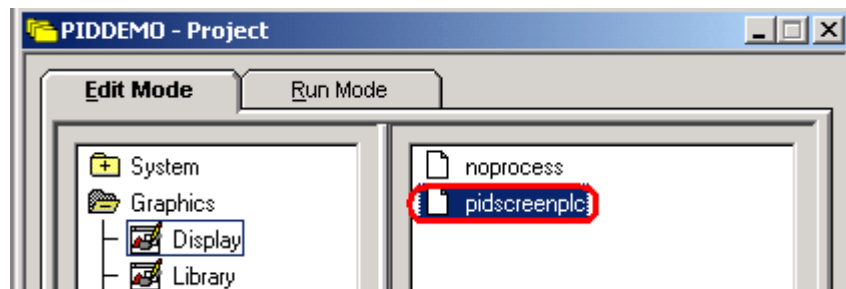 PIDDEMO - Project
Edit Mode
Run Mode
System
Graphics
Display
Library
noprocess
pidscreenplc